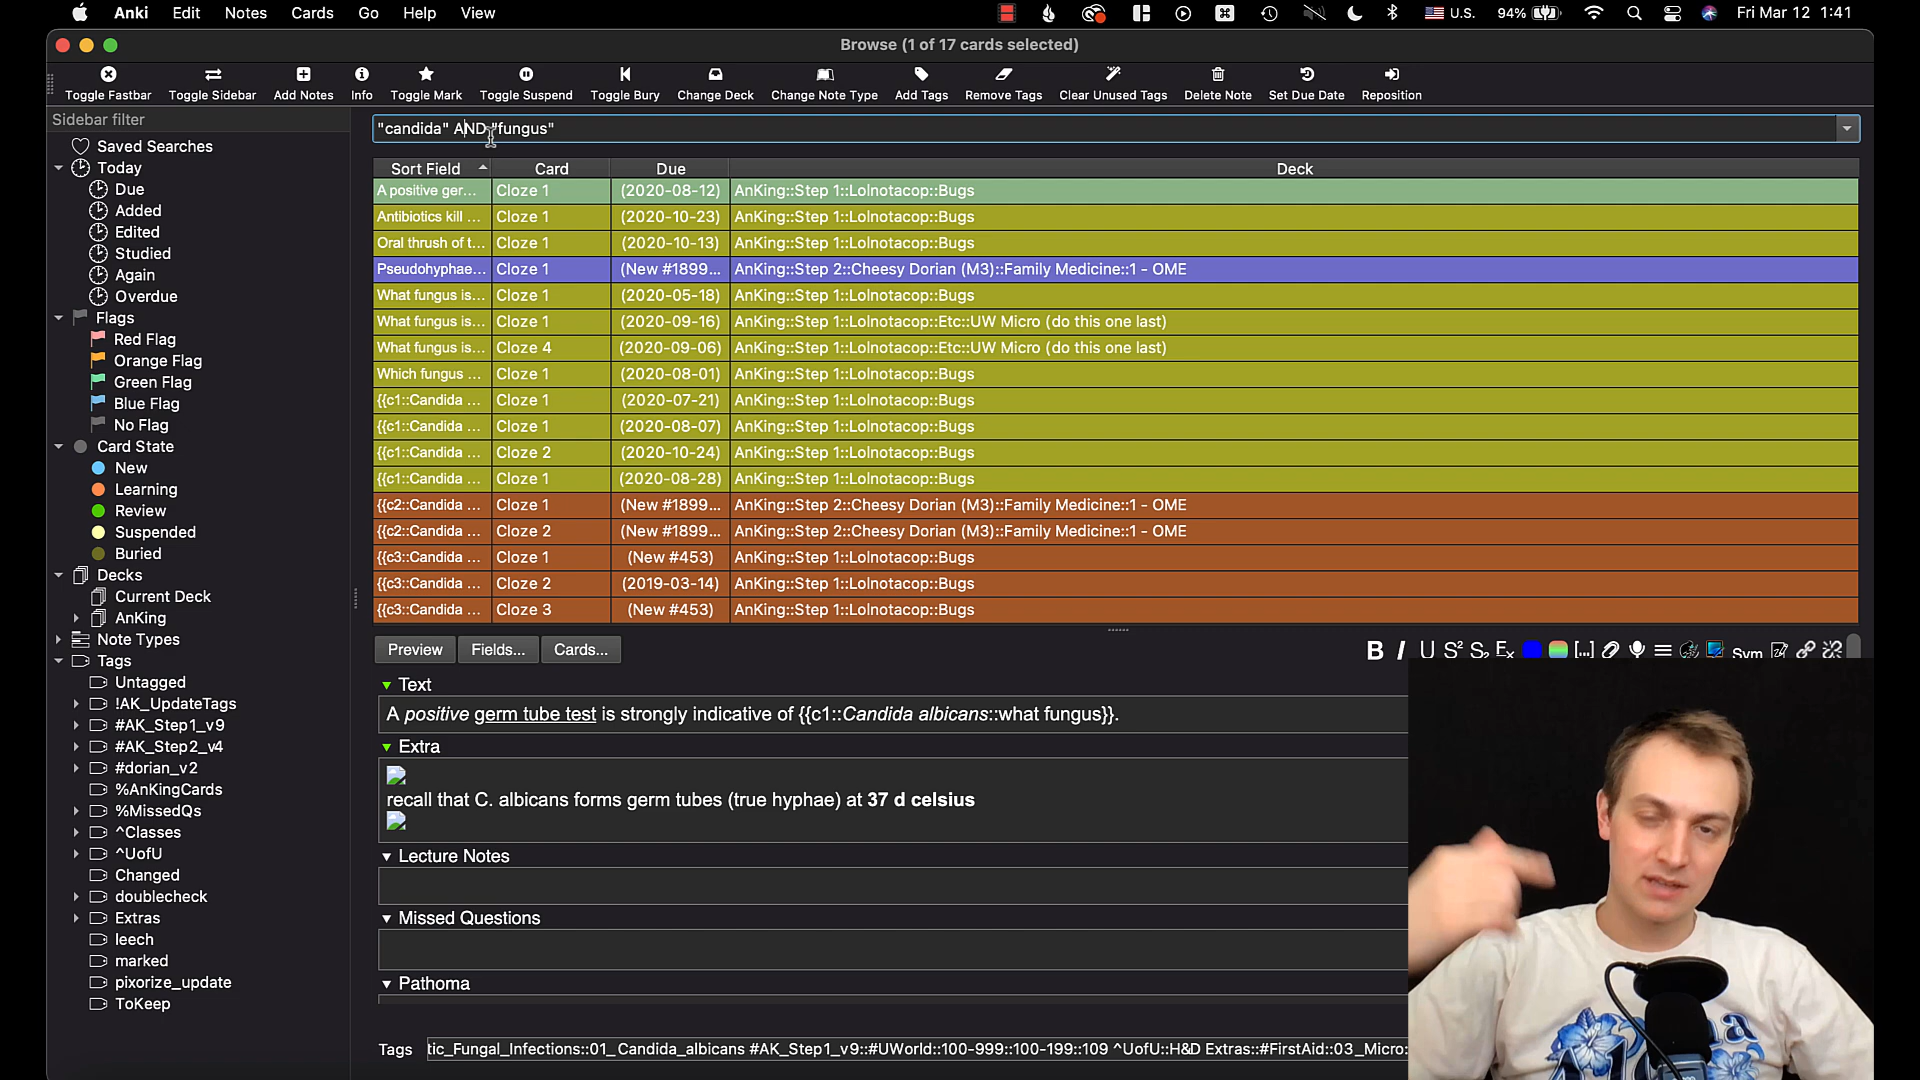 Anki Edit Notes Cards Go Help View U.S. 94% Fri Mar 12 1:41
Browse (1 of 17 cards selected)
Toggle Fastbar Toggle Sidebar Add Notes Info Toggle Mark Toggle Suspend Toggle Bury Change Deck Change Note Type Add Tags Remove Tags Clear Unused Tags Delete Note Set Due Date Reposition
Sidebar filter
Saved Searches
Today
Due
Added
Edited
Studied
Again
Overdue
Flags
Red Flag
Orange Flag
Green Flag
Blue Flag
No Flag
Card State
New
Learning
Review
Suspended
Buried
Decks
Current Deck
AnKing
Note Types
Tags
Untagged
!AK_UpdateTags
#AK_Step1_v9
#AK_Step2_v4
#dorian_v2
%AnKingCards
%MissedQs
^Classes
^UofU
Changed
doublecheck
Extras
leech
marked
pixorize_update
ToKeep
"candida" AND "fungus"
Sort Field Card Due Deck
A positive ger... Cloze 1 (2020-08-12) AnKing::Step 1::Lolnotacop::Bugs
Antibiotics kill ... Cloze 1 (2020-10-23) AnKing::Step 1::Lolnotacop::Bugs
Oral thrush of t... Cloze 1 (2020-10-13) AnKing::Step 1::Lolnotacop::Bugs
Pseudohyphae... Cloze 1 (New #1899... AnKing::Step 2::Cheesy Dorian (M3)::Family Medicine::1 - OME
What fungus is... Cloze 1 (2020-05-18) AnKing::Step 1::Lolnotacop::Bugs
What fungus is... Cloze 1 (2020-09-16) AnKing::Step 1::Lolnotacop::Etc::UW Micro (do this one last)
What fungus is... Cloze 4 (2020-09-06) AnKing::Step 1::Lolnotacop::Etc::UW Micro (do this one last)
Which fungus ... Cloze 1 (2020-08-01) AnKing::Step 1::Lolnotacop::Bugs
{{c1::Candida ... Cloze 1 (2020-07-21) AnKing::Step 1::Lolnotacop::Bugs
{{c1::Candida ... Cloze 1 (2020-08-07) AnKing::Step 1::Lolnotacop::Bugs
{{c1::Candida ... Cloze 2 (2020-10-24) AnKing::Step 1::Lolnotacop::Bugs
{{c1::Candida ... Cloze 1 (2020-08-28) AnKing::Step 1::Lolnotacop::Bugs
{{c2::Candida ... Cloze 1 (New #1899... AnKing::Step 2::Cheesy Dorian (M3)::Family Medicine::1 - OME
{{c2::Candida ... Cloze 2 (New #1899... AnKing::Step 2::Cheesy Dorian (M3)::Family Medicine::1 - OME
{{c3::Candida ... Cloze 1 (New #453) AnKing::Step 1::Lolnotacop::Bugs
{{c3::Candida ... Cloze 2 (2019-03-14) AnKing::Step 1::Lolnotacop::Bugs
{{c3::Candida ... Cloze 3 (New #453) AnKing::Step 1::Lolnotacop::Bugs
Preview Fields... Cards... B I U S² S₂ Ex [...] Sym
Text
A positive germ tube test is strongly indicative of {{c1::Candida albicans::what fungus}}.
Extra
recall that C. albicans forms germ tubes (true hyphae) at 37 d celsius
Lecture Notes
Missed Questions
Pathoma
Tags tic_Fungal_Infections::01_Candida_albicans #AK_Step1_v9::#UWorld::100-999::100-199::109 ^UofU::H&D Extras::#FirstAid::03_Micro: